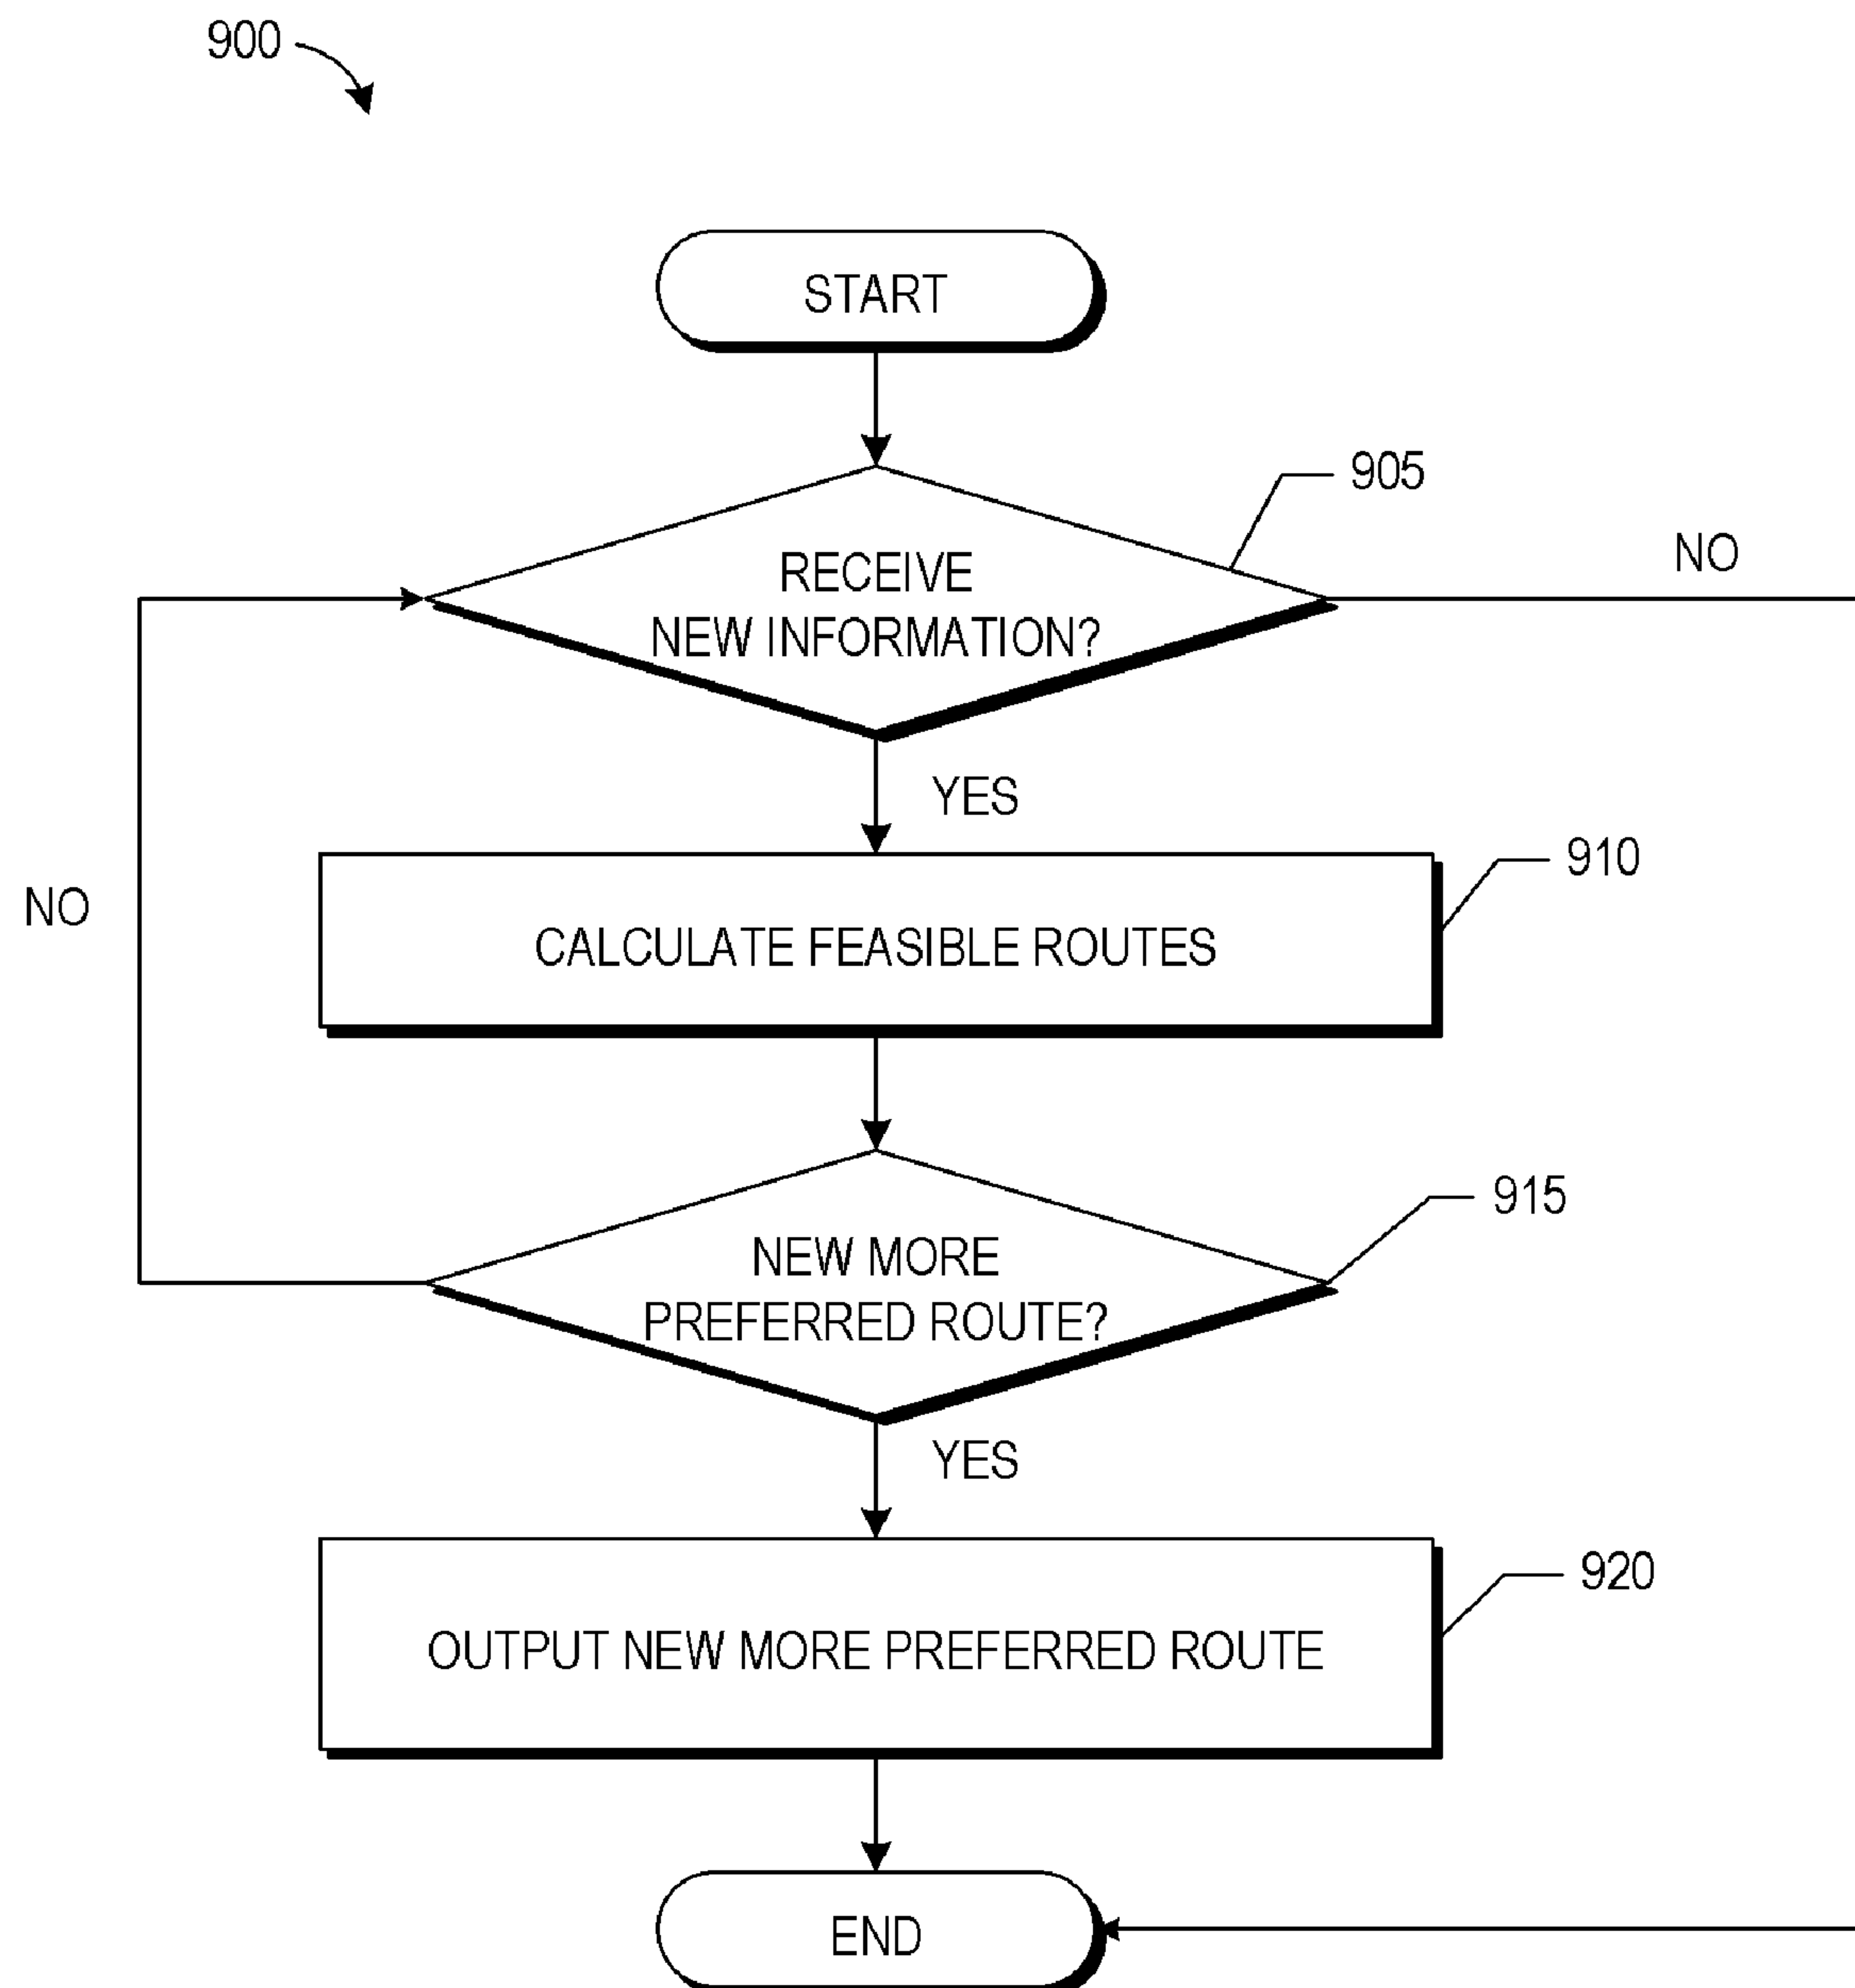 900
START
905
NO
RECEIVE
NEW INFORMATION?
YES
910
NO
CALCULATE FEASIBLE ROUTES
915
NEW MORE
PREFERRED ROUTE?
YES
920
OUTPUT NEW MORE PREFERRED ROUTE
END